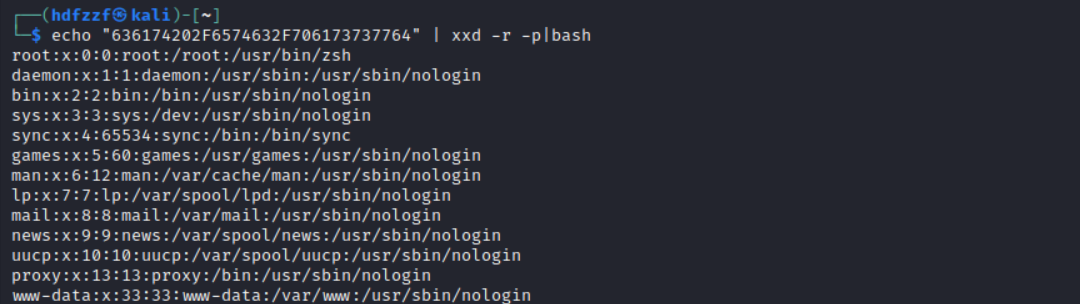 ┌──(hdfzzf㉿kali)-[~]
└─$ echo "636174202F6574632F706173737764" | xxd -r -p|bash
root:x:0:0:root:/root:/usr/bin/zsh
daemon:x:1:1:daemon:/usr/sbin:/usr/sbin/nologin
bin:x:2:2:bin:/bin:/usr/sbin/nologin
sys:x:3:3:sys:/dev:/usr/sbin/nologin
sync:x:4:65534:sync:/bin:/bin/sync
games:x:5:60:games:/usr/games:/usr/sbin/nologin
man:x:6:12:man:/var/cache/man:/usr/sbin/nologin
lp:x:7:7:lp:/var/spool/lpd:/usr/sbin/nologin
mail:x:8:8:mail:/var/mail:/usr/sbin/nologin
news:x:9:9:news:/var/spool/news:/usr/sbin/nologin
uucp:x:10:10:uucp:/var/spool/uucp:/usr/sbin/nologin
proxy:x:13:13:proxy:/bin:/usr/sbin/nologin
www-data:x:33:33:www-data:/var/www:/usr/sbin/nologin